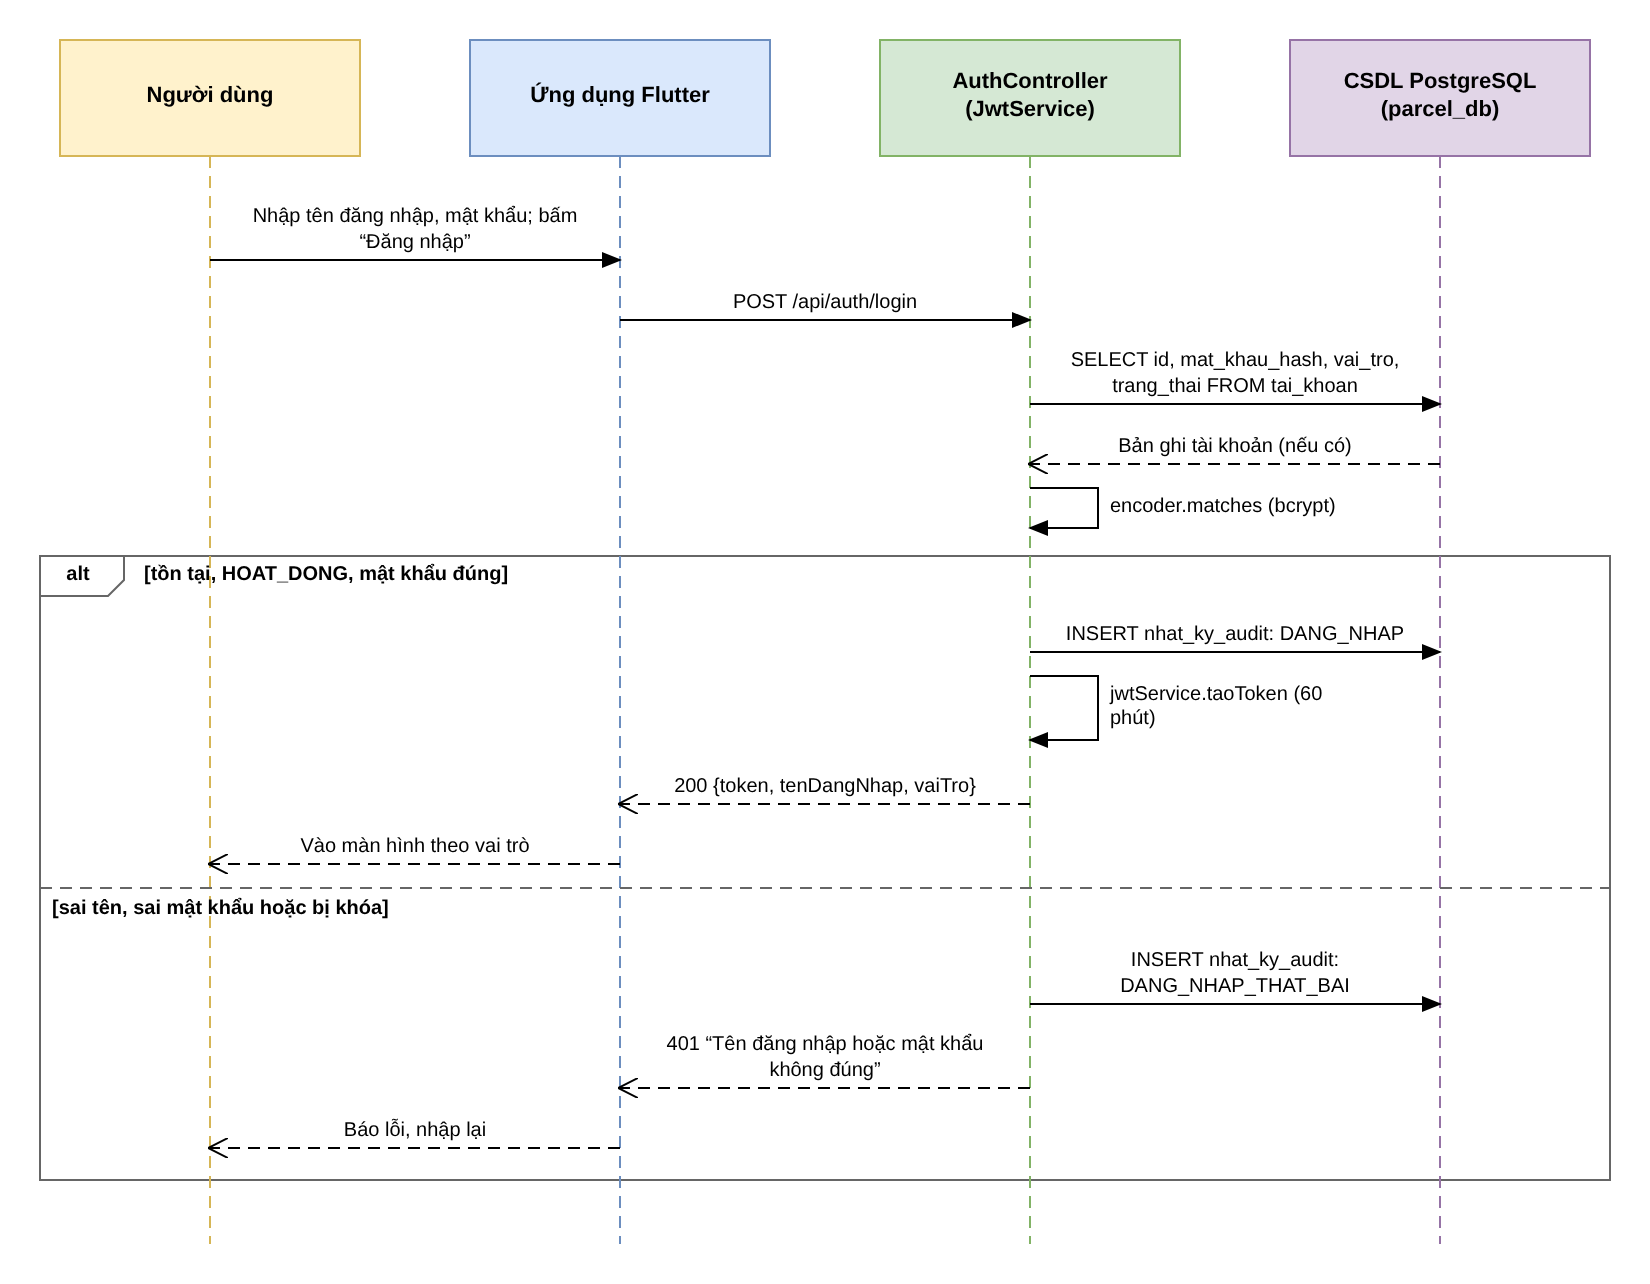 Người dùng
Ứng dụng Flutter
AuthController
(JwtService)
CSDL PostgreSQL
(parcel_db)
Nhập tên đăng nhập, mật khẩu; bấm
“Đăng nhập”
POST /api/auth/login
SELECT id, mat_khau_hash, vai_tro,
trang_thai FROM tai_khoan
Bản ghi tài khoản (nếu có)
encoder.matches (bcrypt)
alt
[tồn tại, HOAT_DONG, mật khẩu đúng]
INSERT nhat_ky_audit: DANG_NHAP
jwtService.taoToken (60
phút)
200 {token, tenDangNhap, vaiTro}
Vào màn hình theo vai trò
[sai tên, sai mật khẩu hoặc bị khóa]
INSERT nhat_ky_audit:
DANG_NHAP_THAT_BAI
401 “Tên đăng nhập hoặc mật khẩu
không đúng”
Báo lỗi, nhập lại